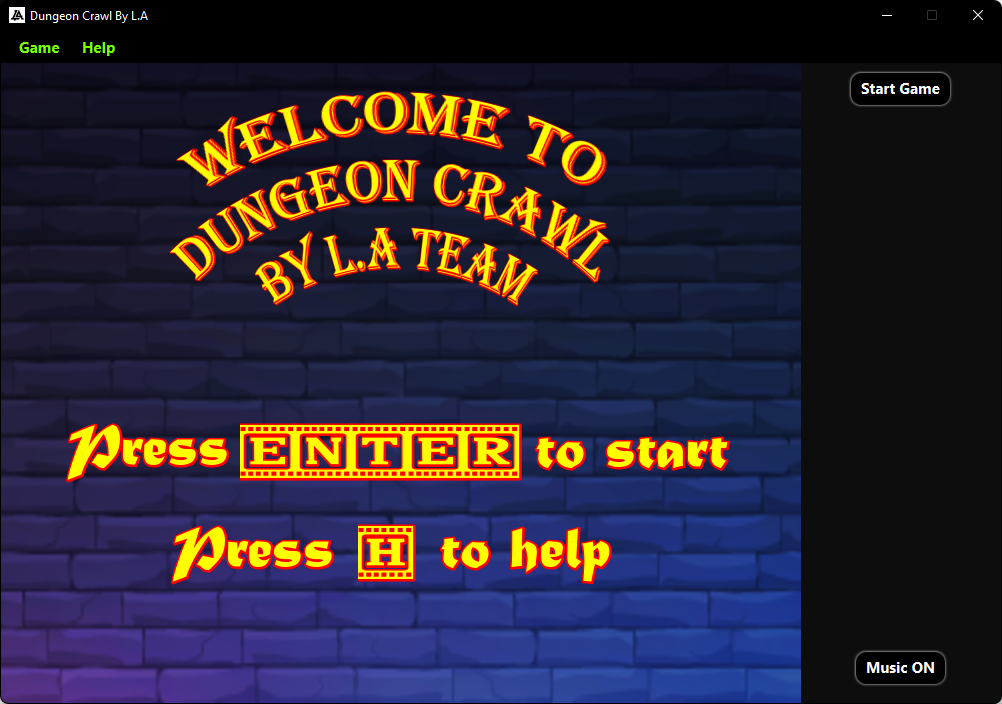 Dungeon Crawl By L.A
Game Help
Start Game
WELCOME TO
DUNGEON CRAWL
BY L.A TEAM
Press ENTER to start
Press H to help
Music ON